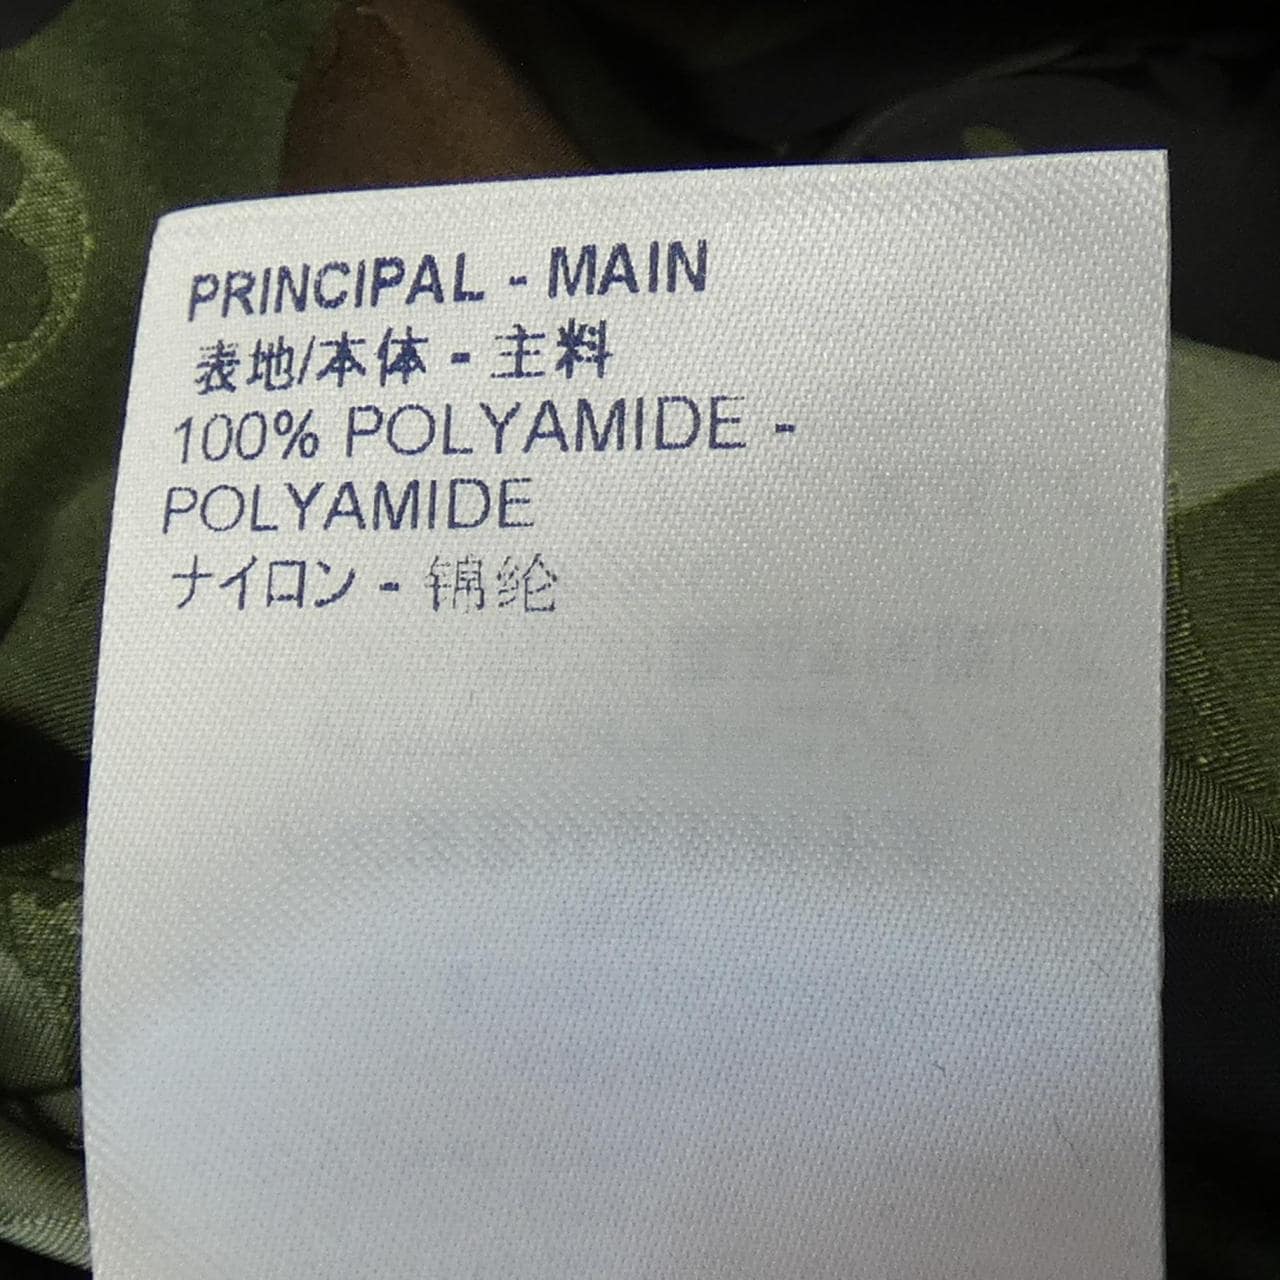 PRINCIPAL - MAIN
表地/本体 - 主料
100% POLYAMIDE -
POLYAMIDE
ナイロン - 锦纶